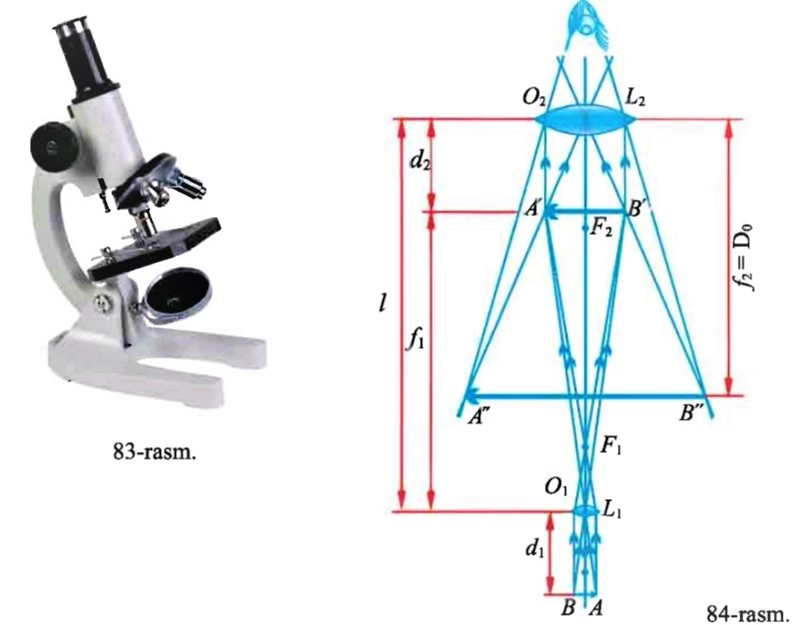 O₂
L₂
d₂
A′
B′
F₂
f₂ = D₀
l
f₁
A″
B″
F₁
O₁
L₁
d₁
B
A
83-rasm.
84-rasm.